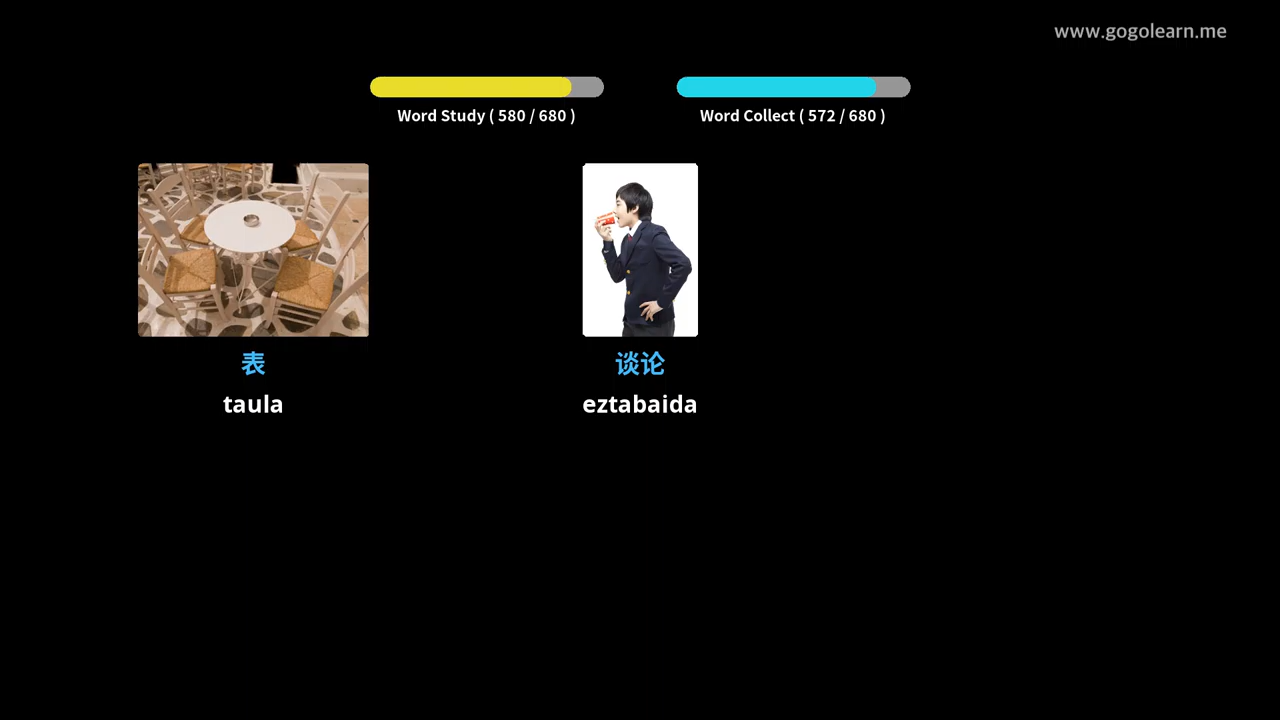 www.gogolearn.me
Word Study ( 580 / 680 )
Word Collect ( 572 / 680 )
表
taula
谈论
eztabaida